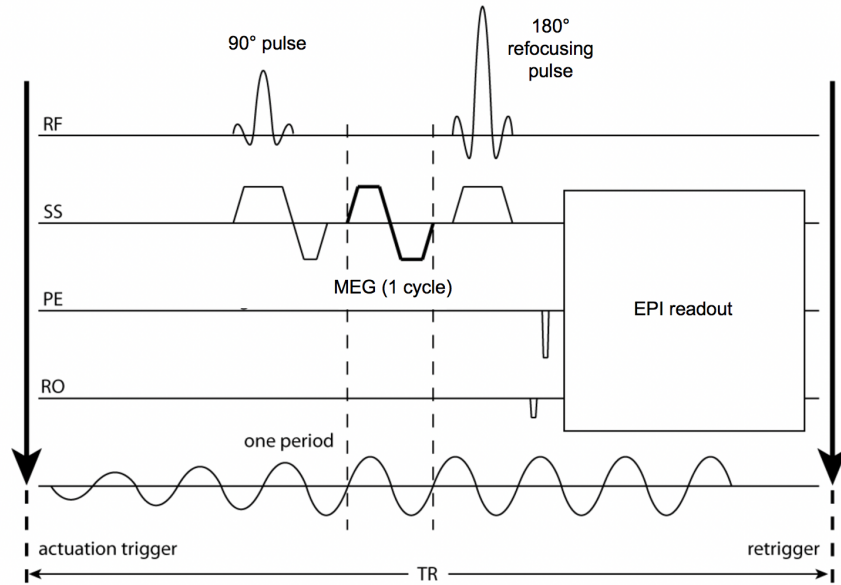 90° pulse
180°
refocusing
pulse
RF
SS
MEG (1 cycle)
PE
EPI readout
RO
one period
actuation trigger
retrigger
TR